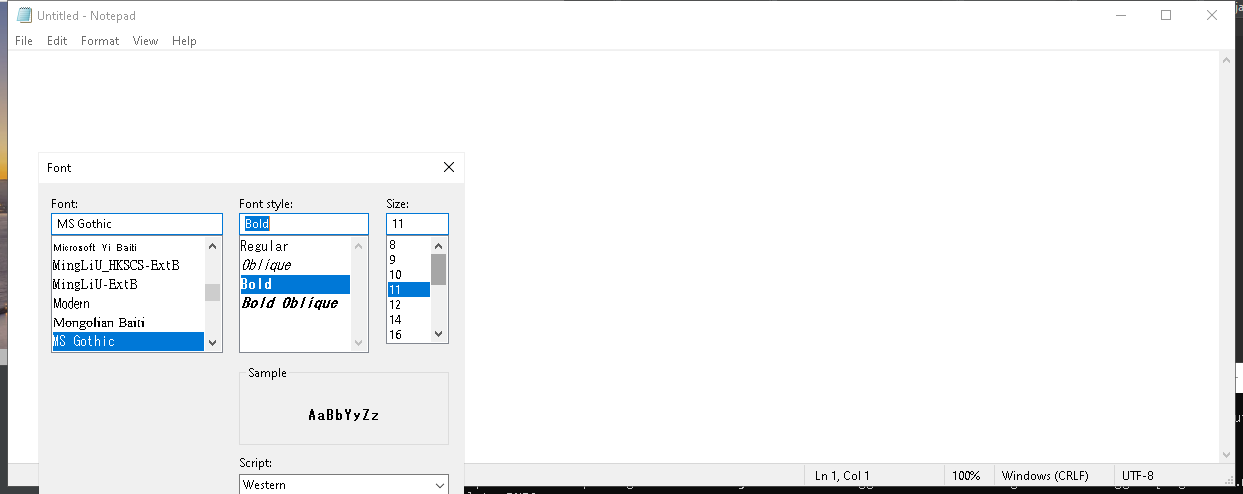 Untitled - Notepad
File Edit Format View Help
Font
Font: Font style: Size:
MS Gothic Bold 11
Microsoft Yi Baiti
MingLiU_HKSCS-ExtB
MingLiU-ExtB
Modern
Mongolian Baiti
MS Gothic
Regular
Oblique
Bold
Bold Oblique
8
9
10
11
12
14
16
Sample
AaBbYyZz
Script:
Western
Ln 1, Col 1 100% Windows (CRLF) UTF-8